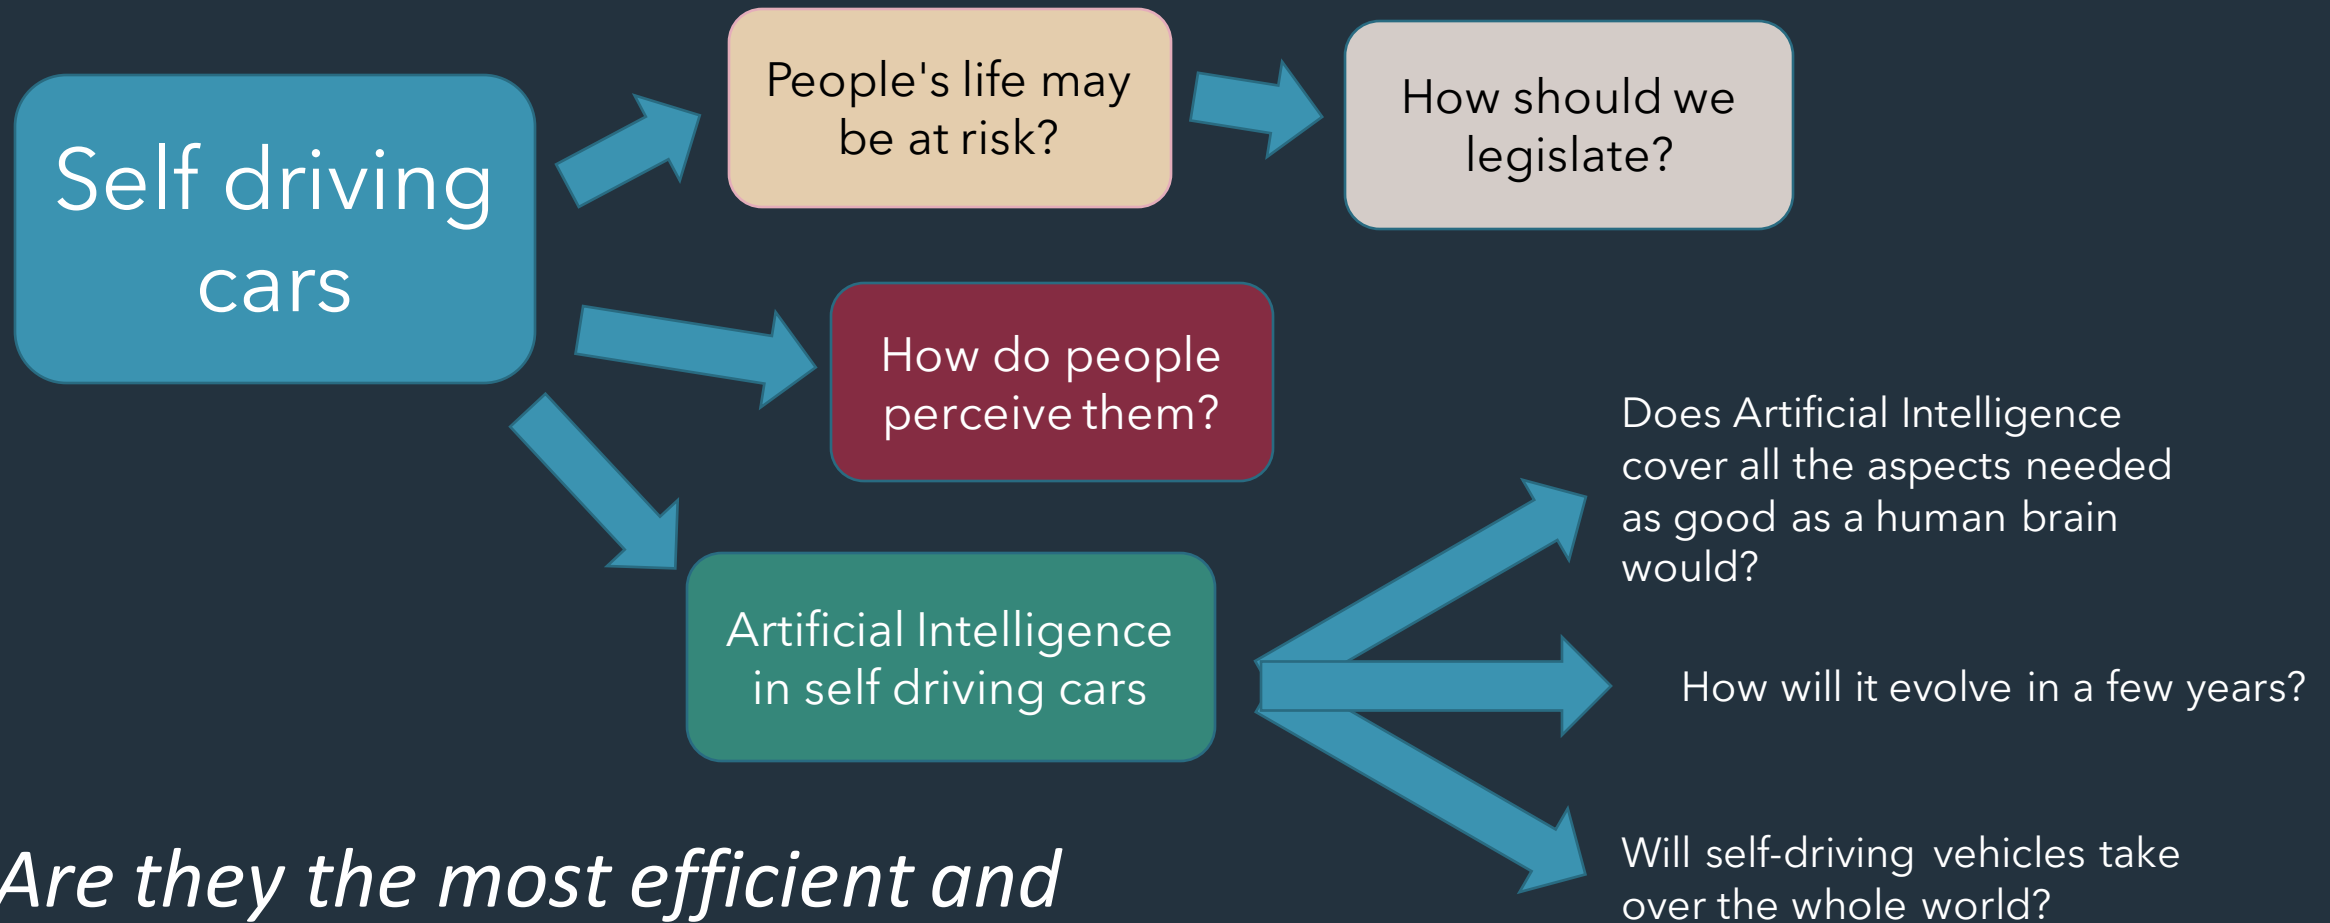 Self driving
cars
People's life may
be at risk?
How should we
legislate?
How do people
perceive them?
Artificial Intelligence
in self driving cars
Does Artificial Intelligence
cover all the aspects needed
as good as a human brain
would?
How will it evolve in a few years?
Will self-driving vehicles take
over the whole world?
Are they the most efficient and